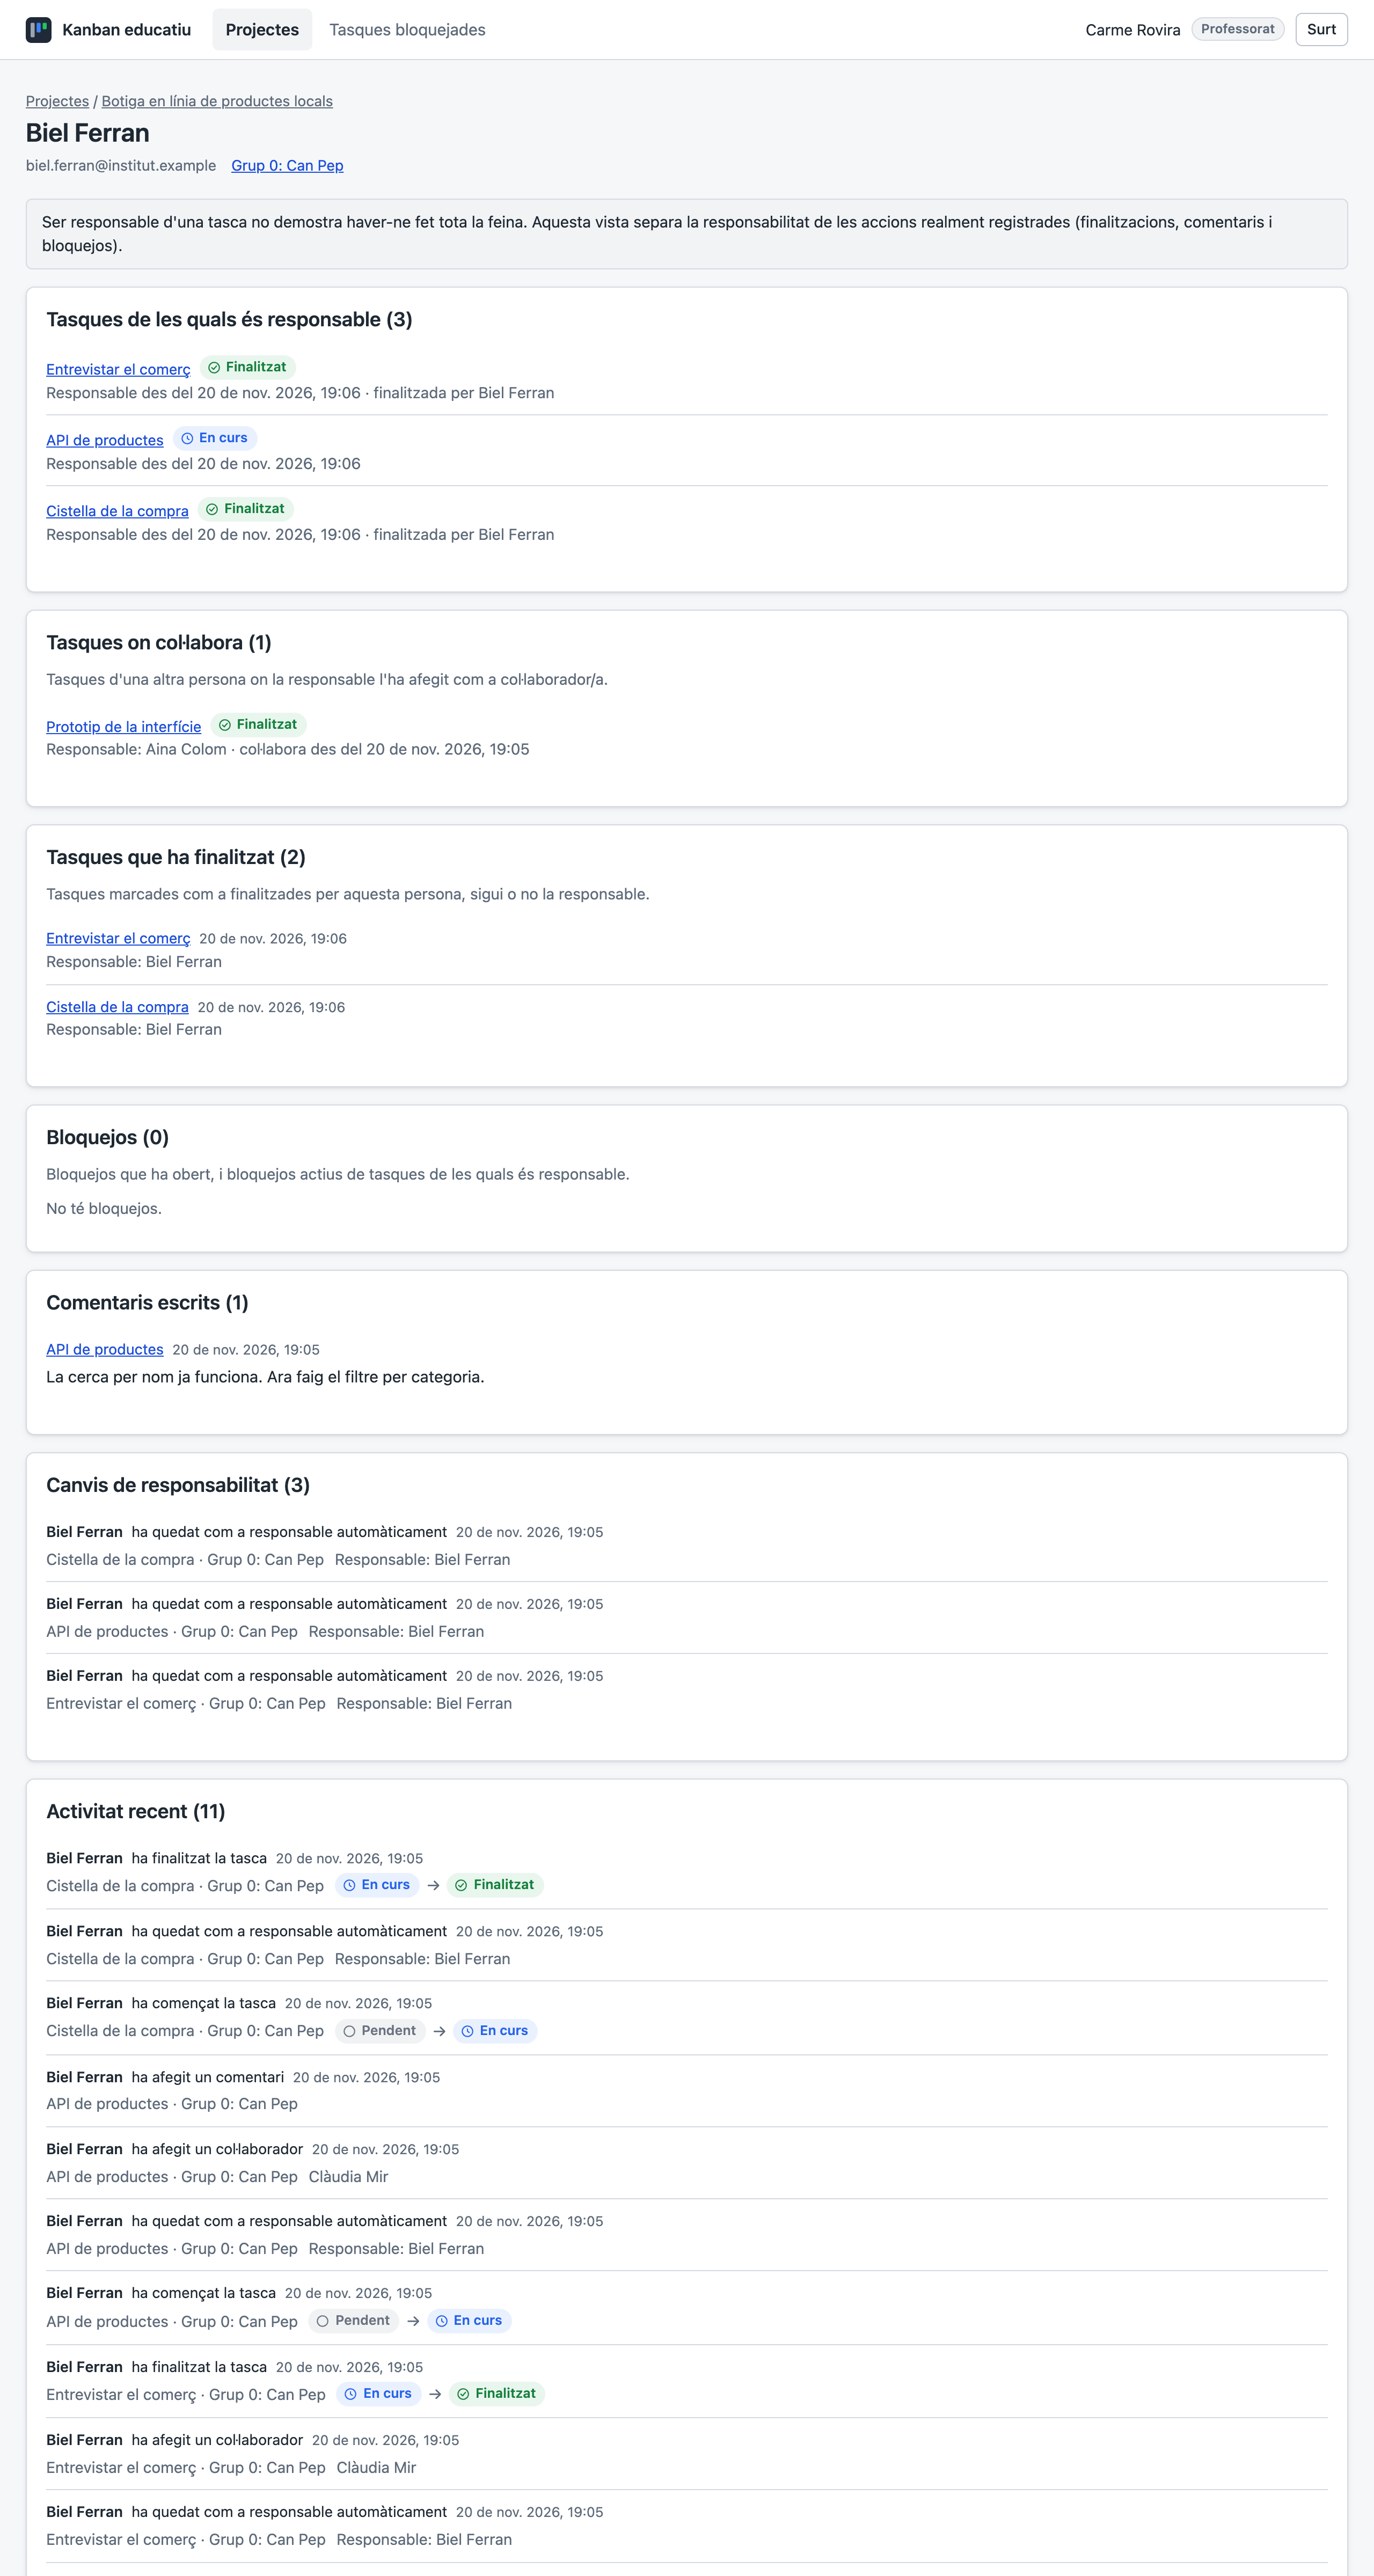 Kanban educatiu Projectes Tasques bloquejades Carme Rovira Professorat Surt
Projectes / Botiga en línia de productes locals
Biel Ferran
biel.ferran@institut.example Grup 0: Can Pep
Ser responsable d'una tasca no demostra haver-ne fet tota la feina. Aquesta vista separa la responsabilitat de les accions realment registrades (finalitzacions, comentaris i
bloquejos).
Tasques de les quals és responsable (3)
Entrevistar el comerç Finalitzat
Responsable des del 20 de nov. 2026, 19:06 · finalitzada per Biel Ferran
API de productes En curs
Responsable des del 20 de nov. 2026, 19:06
Cistella de la compra Finalitzat
Responsable des del 20 de nov. 2026, 19:06 · finalitzada per Biel Ferran
Tasques on col·labora (1)
Tasques d'una altra persona on la responsable l'ha afegit com a col·laborador/a.
Prototip de la interfície Finalitzat
Responsable: Aina Colom · col·labora des del 20 de nov. 2026, 19:05
Tasques que ha finalitzat (2)
Tasques marcades com a finalitzades per aquesta persona, sigui o no la responsable.
Entrevistar el comerç 20 de nov. 2026, 19:06
Responsable: Biel Ferran
Cistella de la compra 20 de nov. 2026, 19:06
Responsable: Biel Ferran
Bloquejos (0)
Bloquejos que ha obert, i bloquejos actius de tasques de les quals és responsable.
No té bloquejos.
Comentaris escrits (1)
API de productes 20 de nov. 2026, 19:05
La cerca per nom ja funciona. Ara faig el filtre per categoria.
Canvis de responsabilitat (3)
Biel Ferran ha quedat com a responsable automàticament 20 de nov. 2026, 19:05
Cistella de la compra · Grup 0: Can Pep Responsable: Biel Ferran
Biel Ferran ha quedat com a responsable automàticament 20 de nov. 2026, 19:05
API de productes · Grup 0: Can Pep Responsable: Biel Ferran
Biel Ferran ha quedat com a responsable automàticament 20 de nov. 2026, 19:05
Entrevistar el comerç · Grup 0: Can Pep Responsable: Biel Ferran
Activitat recent (11)
Biel Ferran ha finalitzat la tasca 20 de nov. 2026, 19:05
Cistella de la compra · Grup 0: Can Pep En curs → Finalitzat
Biel Ferran ha quedat com a responsable automàticament 20 de nov. 2026, 19:05
Cistella de la compra · Grup 0: Can Pep Responsable: Biel Ferran
Biel Ferran ha començat la tasca 20 de nov. 2026, 19:05
Cistella de la compra · Grup 0: Can Pep Pendent → En curs
Biel Ferran ha afegit un comentari 20 de nov. 2026, 19:05
API de productes · Grup 0: Can Pep
Biel Ferran ha afegit un col·laborador 20 de nov. 2026, 19:05
API de productes · Grup 0: Can Pep Clàudia Mir
Biel Ferran ha quedat com a responsable automàticament 20 de nov. 2026, 19:05
API de productes · Grup 0: Can Pep Responsable: Biel Ferran
Biel Ferran ha començat la tasca 20 de nov. 2026, 19:05
API de productes · Grup 0: Can Pep Pendent → En curs
Biel Ferran ha finalitzat la tasca 20 de nov. 2026, 19:05
Entrevistar el comerç · Grup 0: Can Pep En curs → Finalitzat
Biel Ferran ha afegit un col·laborador 20 de nov. 2026, 19:05
Entrevistar el comerç · Grup 0: Can Pep Clàudia Mir
Biel Ferran ha quedat com a responsable automàticament 20 de nov. 2026, 19:05
Entrevistar el comerç · Grup 0: Can Pep Responsable: Biel Ferran